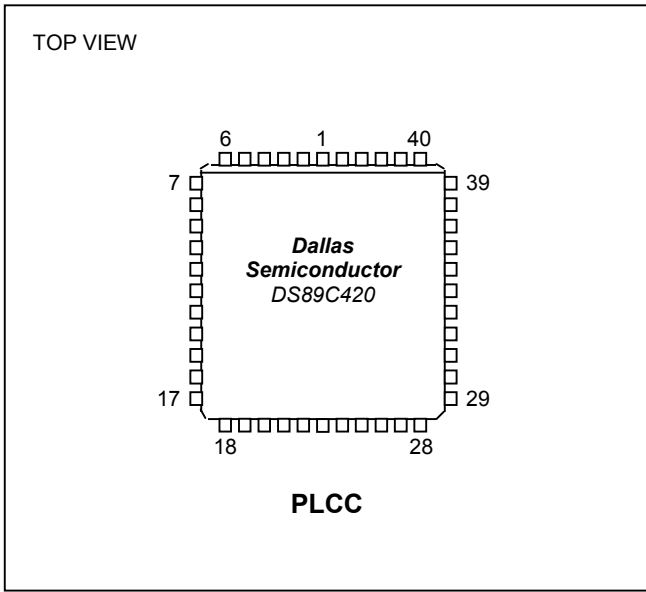 TOP VIEW
6 1 40
7 39
Dallas
Semiconductor
DS89C420
17 29
18 28
PLCC